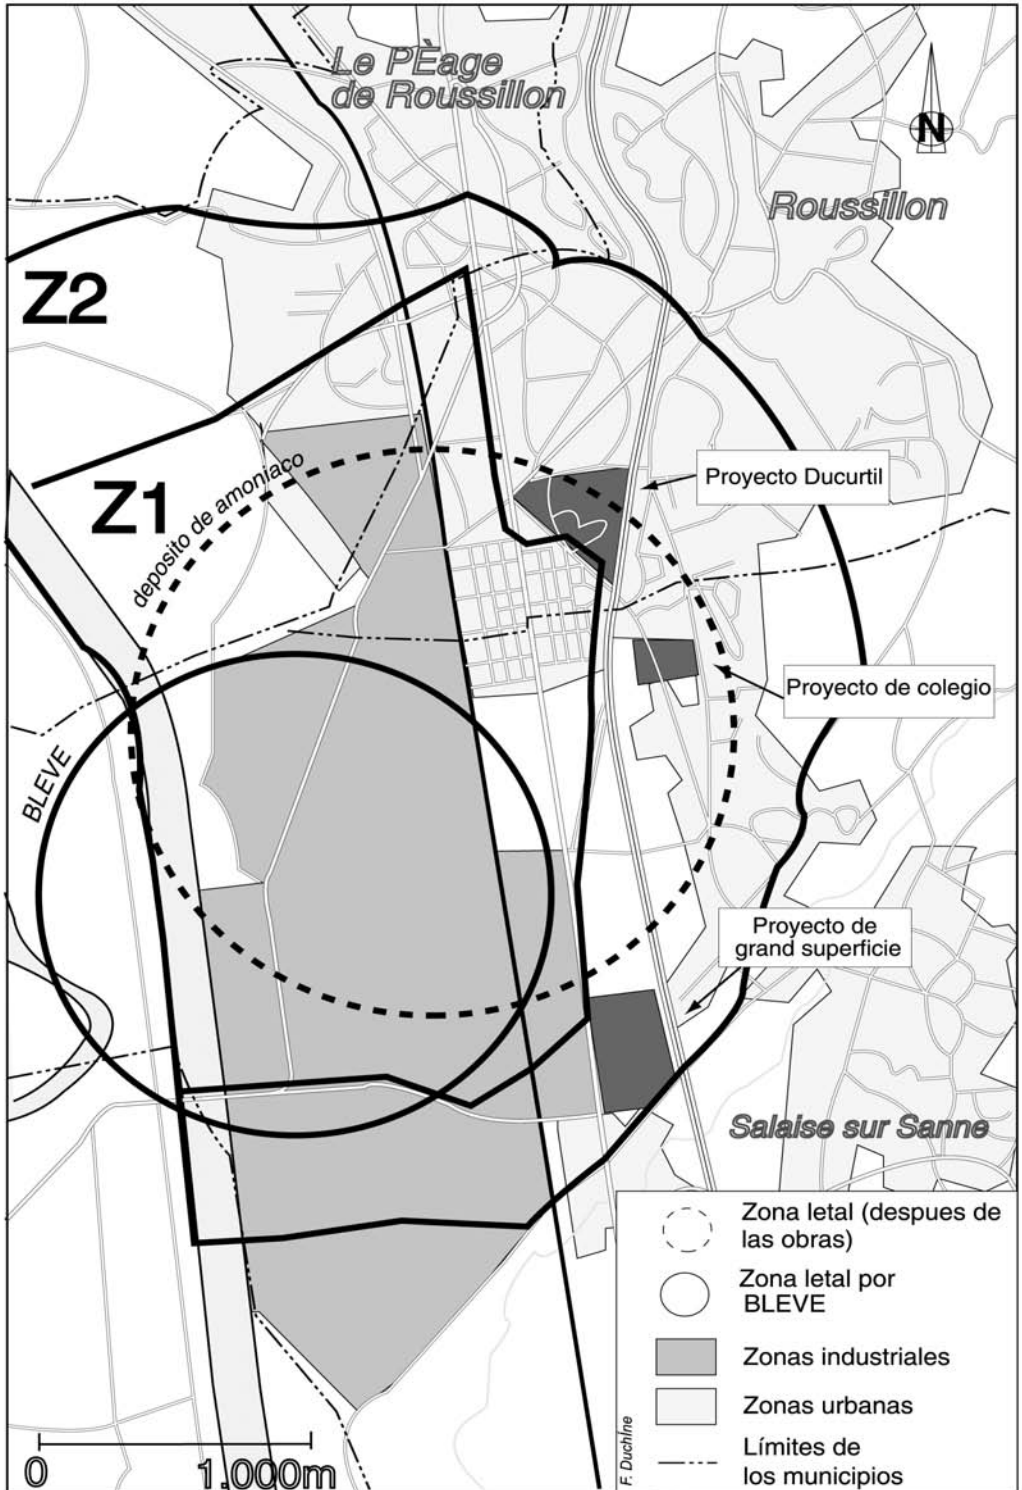 Le PÈage
de Roussillon
N
Roussillon
Z2
Z1
deposito de amoniaco
Proyecto Ducurtil
Proyecto de colegio
BLEVE
Proyecto de
grand superficie
Salaise sur Sanne
Zona letal (despues de
las obras)
Zona letal por
BLEVE
Zonas industriales
Zonas urbanas
Límites de
los municipios
0
1.000m
F. DuchÍne